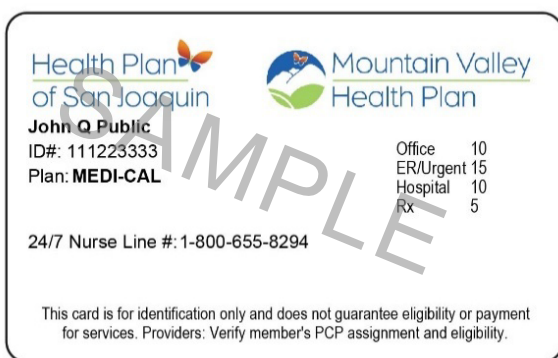 Health Plan
of San Joaquin
Mountain Valley
Health Plan
John Q Public
ID#: 111223333
Plan: MEDI-CAL
Office 10
ER/Urgent 15
Hospital 10
Rx 5
24/7 Nurse Line #: 1-800-655-8294
This card is for identification only and does not guarantee eligibility or payment
for services. Providers: Verify member's PCP assignment and eligibility.
SAMPLE